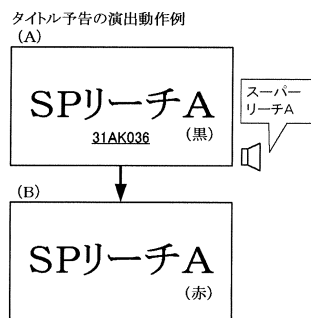 タイトル予告の演出動作例
(A)
SPリーチA
31AK036
(黒)
スーパー
リーチA
(B)
SPリーチA
(赤)